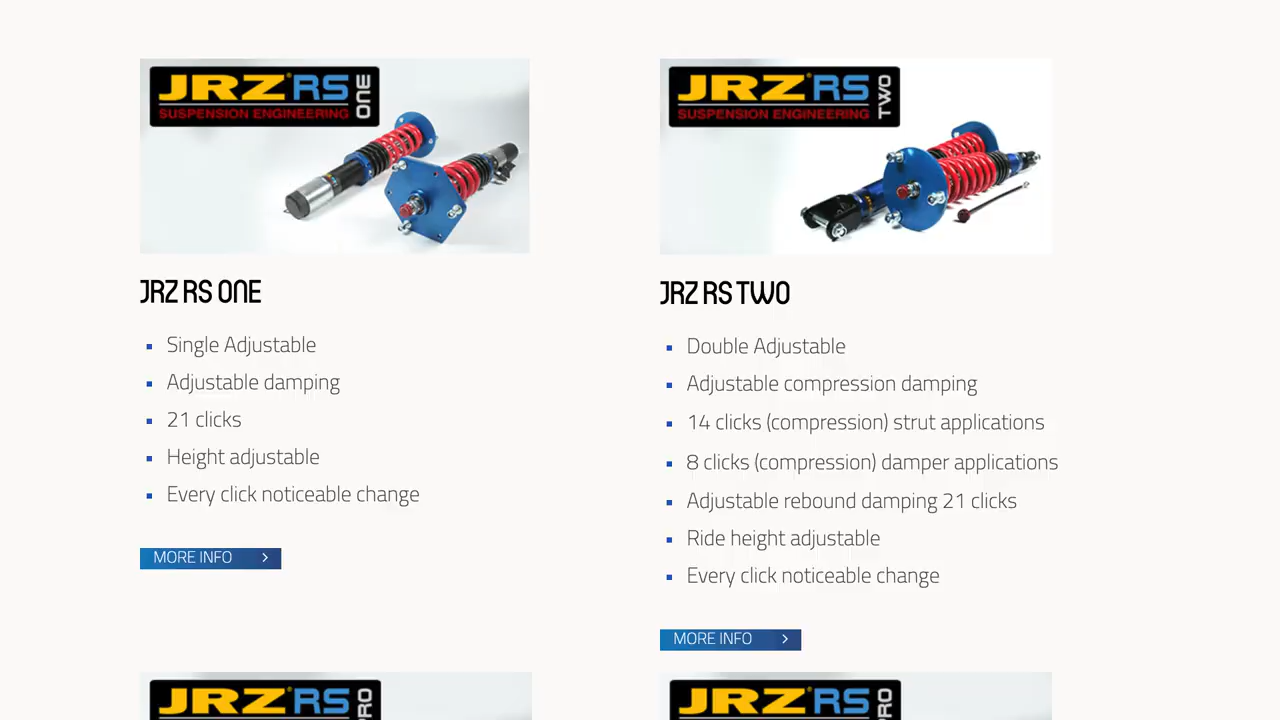 JRZ RS ONE
SUSPENSION ENGINEERING
JRZ RS ONE
Single Adjustable
Adjustable damping
21 clicks
Height adjustable
Every click noticeable change
MORE INFO
JRZ RS TWO
SUSPENSION ENGINEERING
JRZ RS TWO
Double Adjustable
Adjustable compression damping
14 clicks (compression) strut applications
8 clicks (compression) damper applications
Adjustable rebound damping 21 clicks
Ride height adjustable
Every click noticeable change
MORE INFO
JRZ RS PRO
JRZ RS PRO